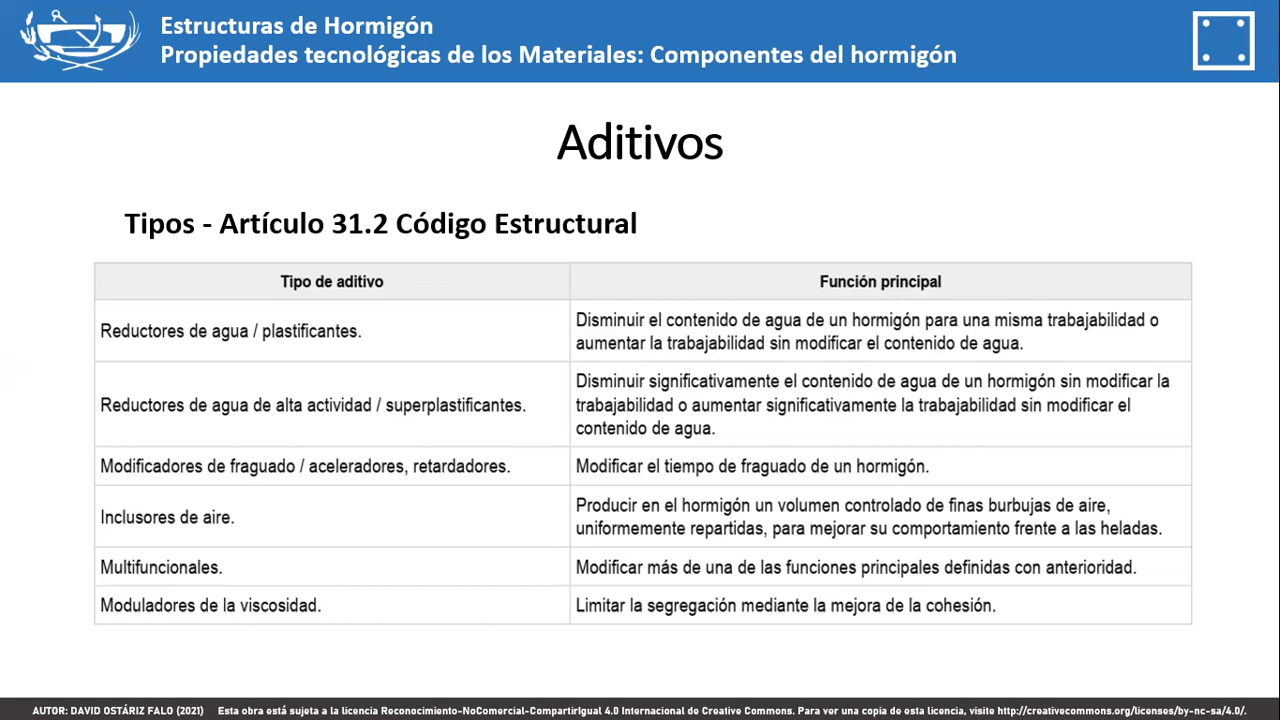 Estructuras de Hormigón
Propiedades tecnológicas de los Materiales: Componentes del hormigón
Aditivos
Tipos - Artículo 31.2 Código Estructural
Tipo de aditivo
Función principal
Reductores de agua / plastificantes.
Disminuir el contenido de agua de un hormigón para una misma trabajabilidad o
aumentar la trabajabilidad sin modificar el contenido de agua.
Reductores de agua de alta actividad / superplastificantes.
Disminuir significativamente el contenido de agua de un hormigón sin modificar la
trabajabilidad o aumentar significativamente la trabajabilidad sin modificar el
contenido de agua.
Modificadores de fraguado / aceleradores, retardadores.
Modificar el tiempo de fraguado de un hormigón.
Inclusores de aire.
Producir en el hormigón un volumen controlado de finas burbujas de aire,
uniformemente repartidas, para mejorar su comportamiento frente a las heladas.
Multifuncionales.
Modificar más de una de las funciones principales definidas con anterioridad.
Moduladores de la viscosidad.
Limitar la segregación mediante la mejora de la cohesión.
AUTOR: DAVID OSTÁRIZ FALO (2021) Esta obra está sujeta a la licencia Reconocimiento-NoComercial-CompartirIgual 4.0 Internacional de Creative Commons. Para ver una copia de esta licencia, visite http://creativecommons.org/licenses/by-nc-sa/4.0/.